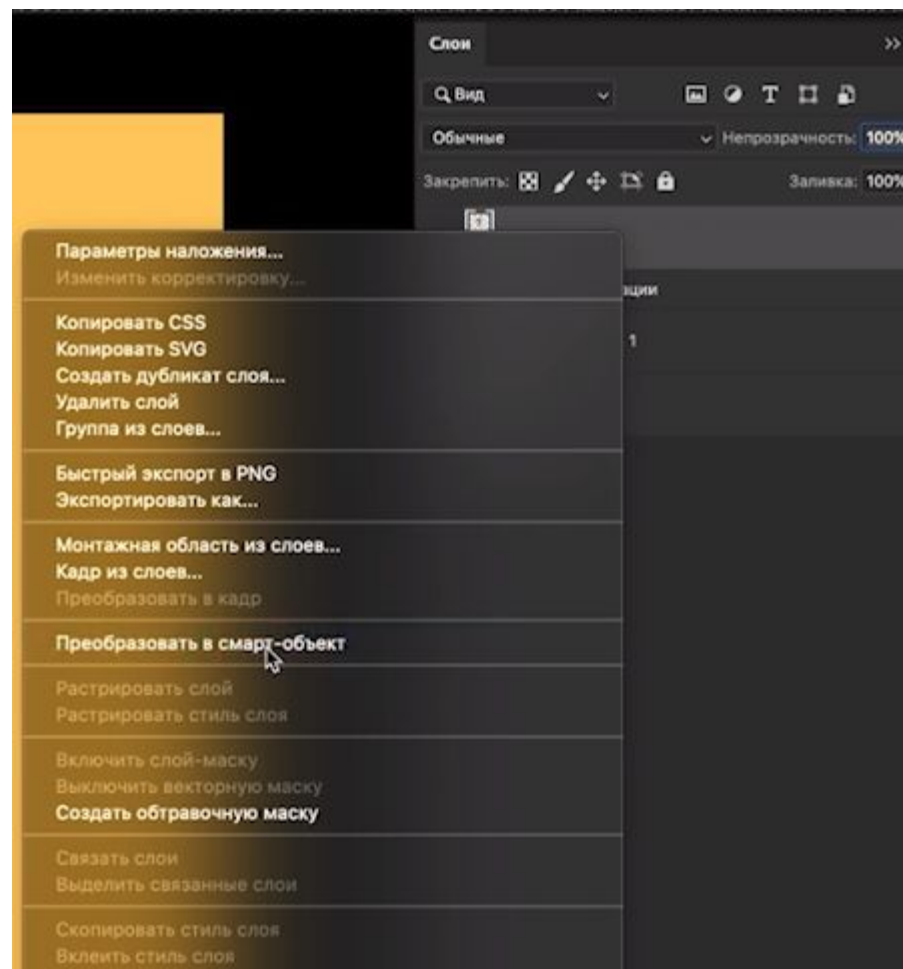 Слои
Вид
Обычные
Непрозрачность: 100%
Закрепить:
Заливка: 100%
Параметры наложения...
Изменить корректировку...
ации
Копировать CSS
1
Копировать SVG
Создать дубликат слоя...
Удалить слой
Группа из слоев...
Быстрый экспорт в PNG
Экспортировать как...
Монтажная область из слоев...
Кадр из слоев...
Преобразовать в кадр
Преобразовать в смарт-объект
Растрировать слой
Растрировать стиль слоя
Включить слой-маску
Выключить векторную маску
Создать обтравочную маску
Связать слои
Выделить связанные слои
Скопировать стиль слоя
Вклеить стиль слоя